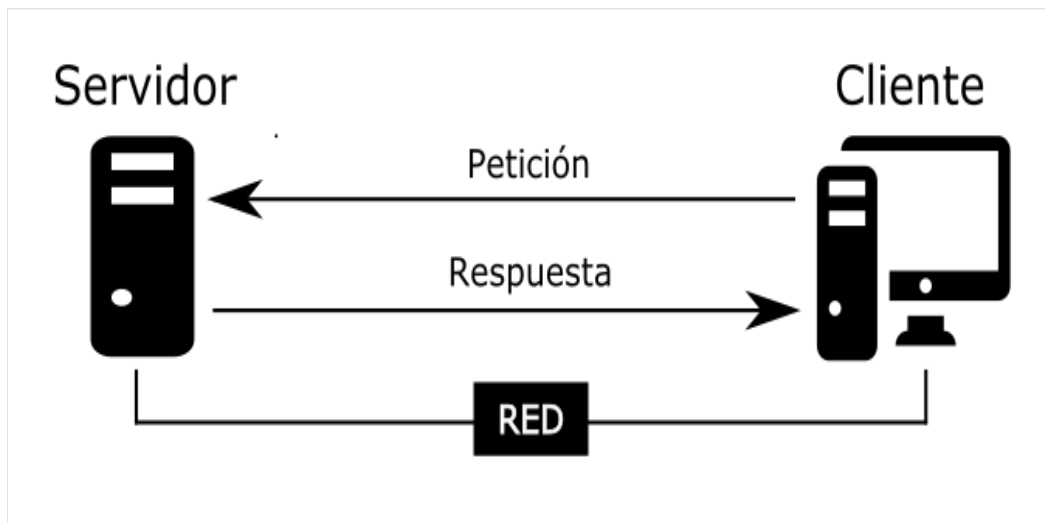 Servidor
Cliente
Petición
Respuesta
RED